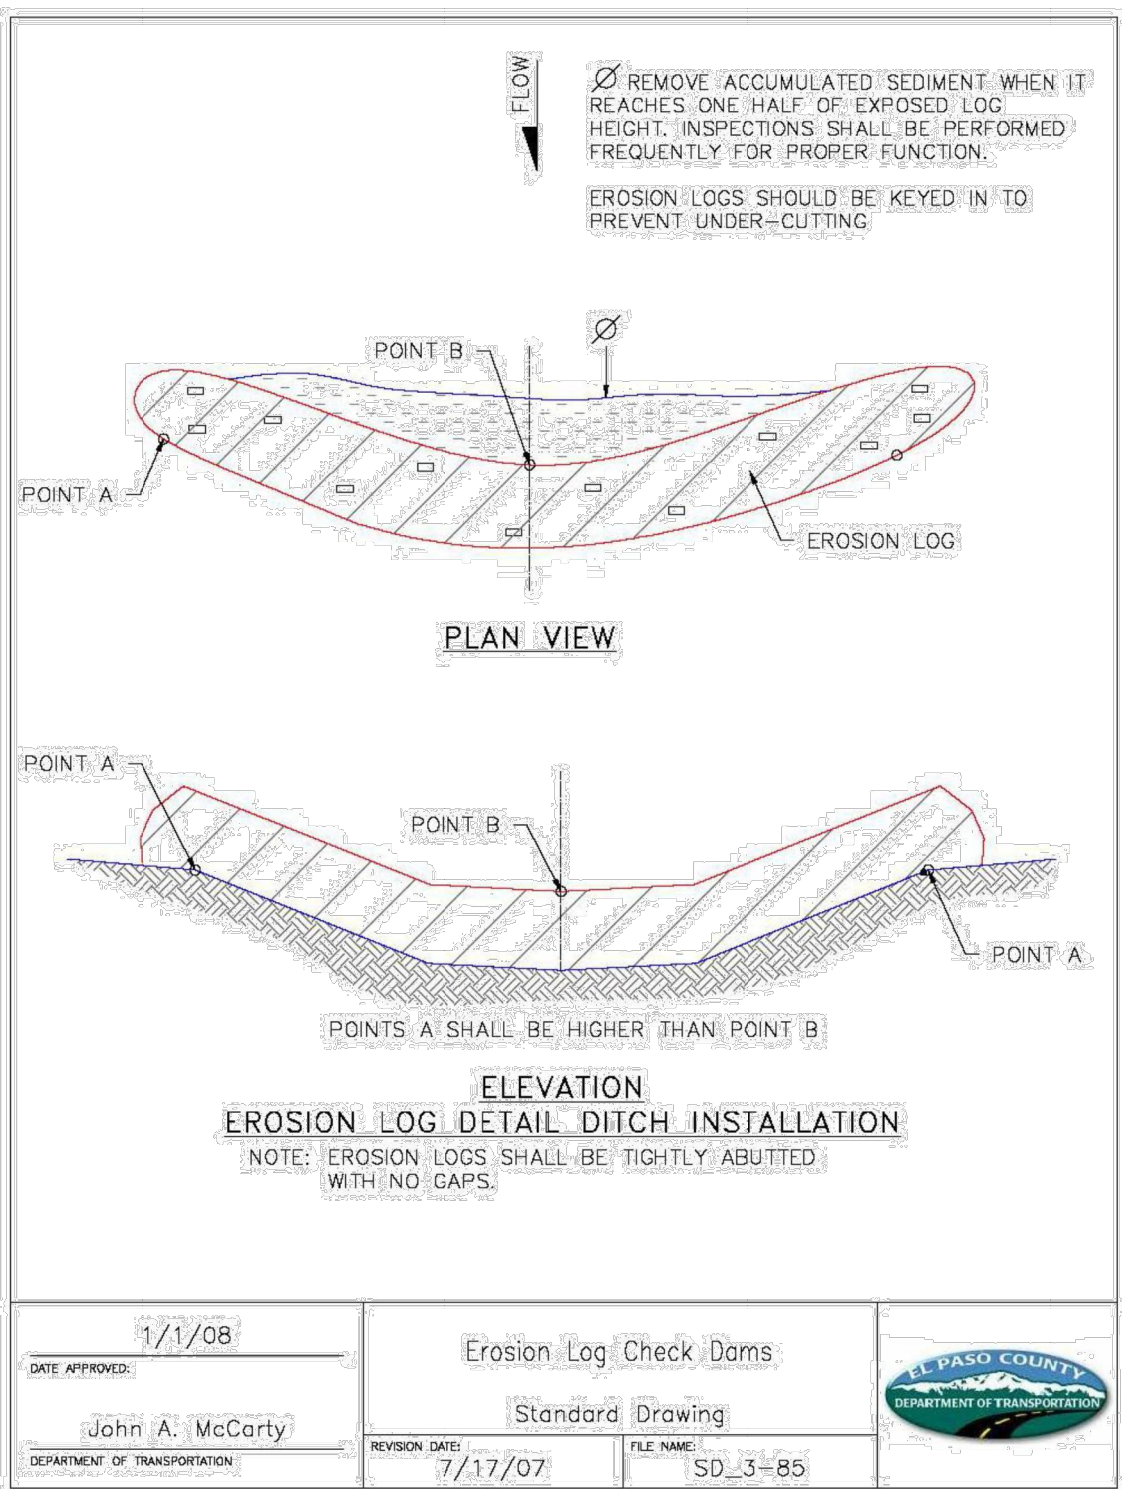 FLOW
Ø REMOVE ACCUMULATED SEDIMENT WHEN IT
REACHES ONE HALF OF EXPOSED LOG
HEIGHT. INSPECTIONS SHALL BE PERFORMED
FREQUENTLY FOR PROPER FUNCTION.
EROSION LOGS SHOULD BE KEYED IN TO
PREVENT UNDER-CUTTING
Ø
POINT B
POINT A
EROSION LOG
PLAN VIEW
POINT A
POINT B
POINT A
POINTS A SHALL BE HIGHER THAN POINT B
ELEVATION
EROSION LOG DETAIL DITCH INSTALLATION
NOTE: EROSION LOGS SHALL BE TIGHTLY ABUTTED
WITH NO GAPS.
1/1/08
DATE APPROVED:
John A. McCarty
DEPARTMENT OF TRANSPORTATION
Erosion Log Check Dams
Standard Drawing
REVISION DATE:
7/17/07
FILE NAME:
SD_3-85
EL PASO COUNTY
DEPARTMENT OF TRANSPORTATION